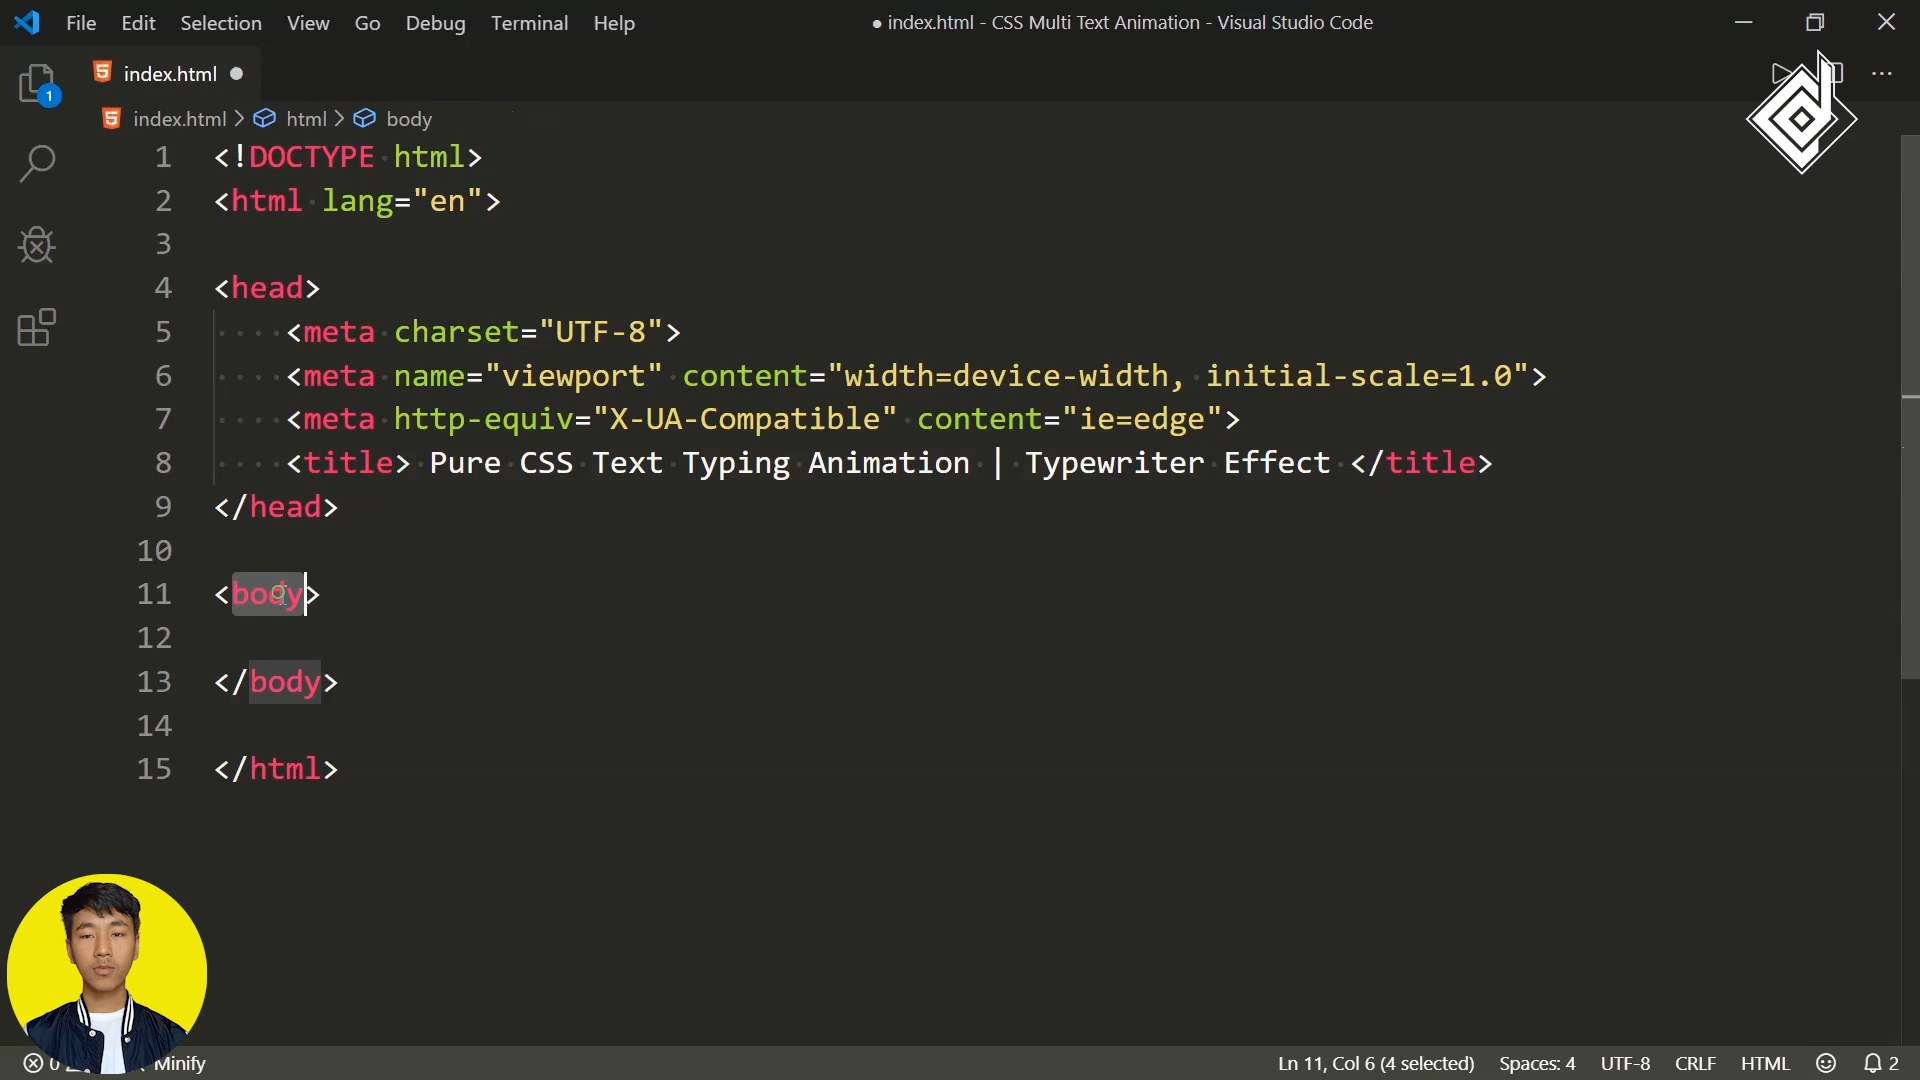 File Edit Selection View Go Debug Terminal Help ● index.html - CSS Multi Text Animation - Visual Studio Code
index.html ●
1
index.html > html > body
1 <!DOCTYPE html>
2 <html lang="en">
3
4 <head>
5 <meta charset="UTF-8">
6 <meta name="viewport" content="width=device-width, initial-scale=1.0">
7 <meta http-equiv="X-UA-Compatible" content="ie=edge">
8 <title> Pure CSS Text Typing Animation | Typewriter Effect </title>
9 </head>
10
11 <body>
12
13 </body>
14
15 </html>
0 Minify Ln 11, Col 6 (4 selected) Spaces: 4 UTF-8 CRLF HTML 2